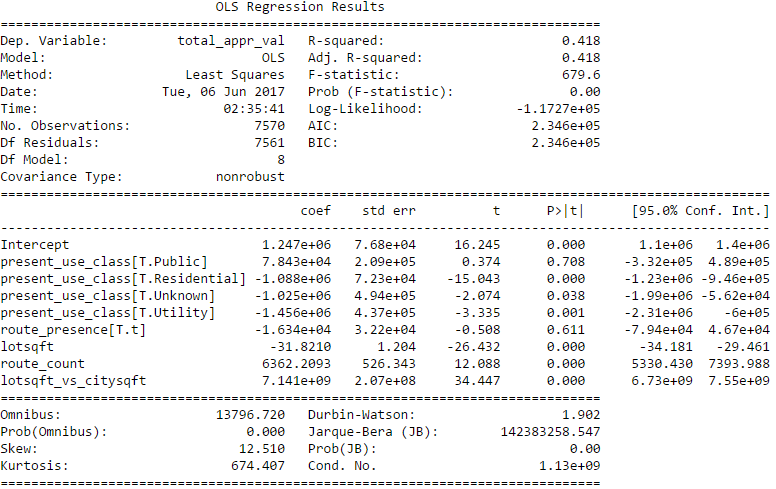 OLS Regression Results
==============================================================================
Dep. Variable: total_appr_val R-squared: 0.418
Model: OLS Adj. R-squared: 0.418
Method: Least Squares F-statistic: 679.6
Date: Tue, 06 Jun 2017 Prob (F-statistic): 0.00
Time: 02:35:41 Log-Likelihood: -1.1727e+05
No. Observations: 7570 AIC: 2.346e+05
Df Residuals: 7561 BIC: 2.346e+05
Df Model: 8
Covariance Type: nonrobust
==============================================================================
coef std err t P>|t| [95.0% Conf. Int.]
------------------------------------------------------------------------------
Intercept 1.247e+06 7.68e+04 16.245 0.000 1.1e+06 1.4e+06
present_use_class[T.Public] 7.843e+04 2.09e+05 0.374 0.708 -3.32e+05 4.89e+05
present_use_class[T.Residential] -1.088e+06 7.23e+04 -15.043 0.000 -1.23e+06 -9.46e+05
present_use_class[T.Unknown] -1.025e+06 4.94e+05 -2.074 0.038 -1.99e+06 -5.62e+04
present_use_class[T.Utility] -1.456e+06 4.37e+05 -3.335 0.001 -2.31e+06 -6e+05
route_presence[T.t] -1.634e+04 3.22e+04 -0.508 0.611 -7.94e+04 4.67e+04
lotsqft -31.8210 1.204 -26.432 0.000 -34.181 -29.461
route_count 6362.2093 526.343 12.088 0.000 5330.430 7393.988
lotsqft_vs_citysqft 7.141e+09 2.07e+08 34.447 0.000 6.73e+09 7.55e+09
==============================================================================
Omnibus: 13796.720 Durbin-Watson: 1.902
Prob(Omnibus): 0.000 Jarque-Bera (JB): 142383258.547
Skew: 12.510 Prob(JB): 0.00
Kurtosis: 674.407 Cond. No. 1.13e+09
==============================================================================